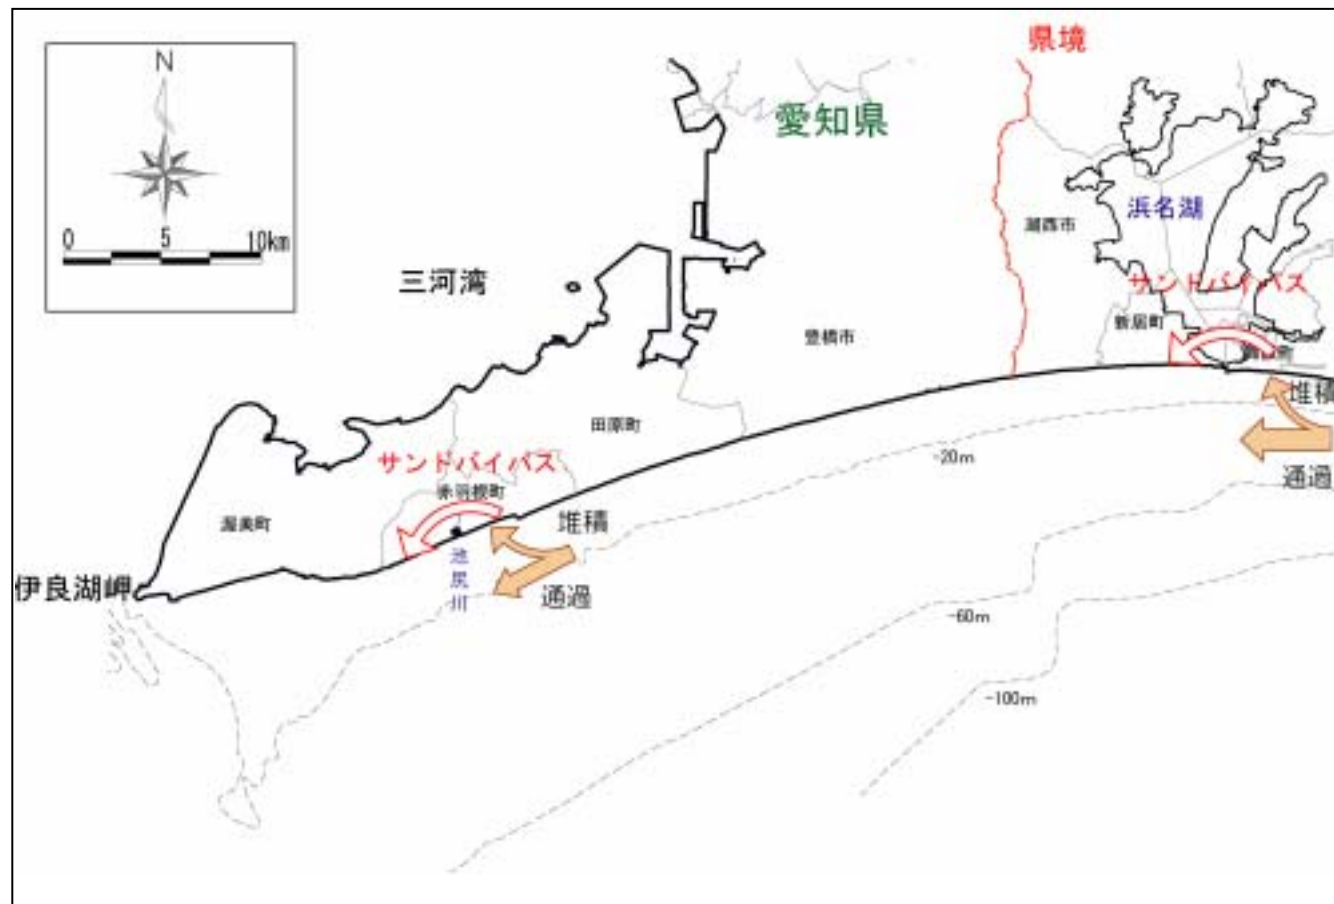 県境
N
愛知県
0 5 10km
浜名湖
湖西市
三河湾
サンドバイパス
新居町
豊橋市
堆積
田原町
-20m
通過
サンドバイパス
赤羽根町
渥美町
堆積
池尻川
伊良湖岬
通過
-60m
-100m